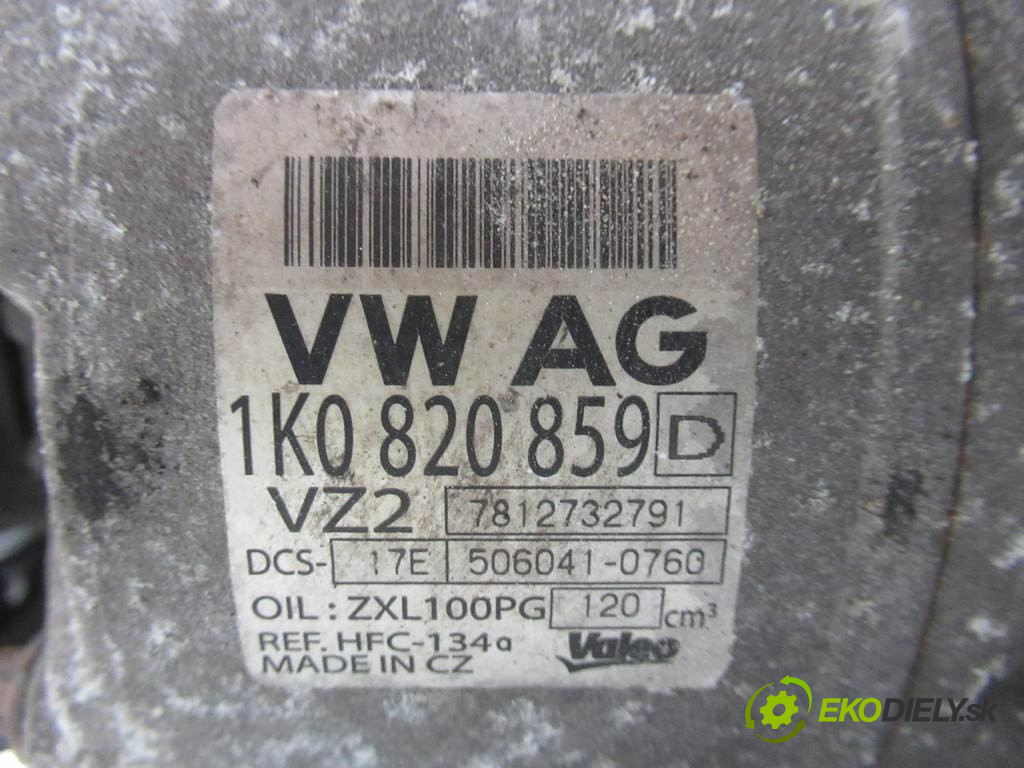 VW AG
1K0 820 859 D
VZ2 7812732791
DCS- 17E 506041-0760
OIL : ZXL100PG 120 cm³
REF. HFC-134a
MADE IN CZ Valeo
EKODIELY.sk